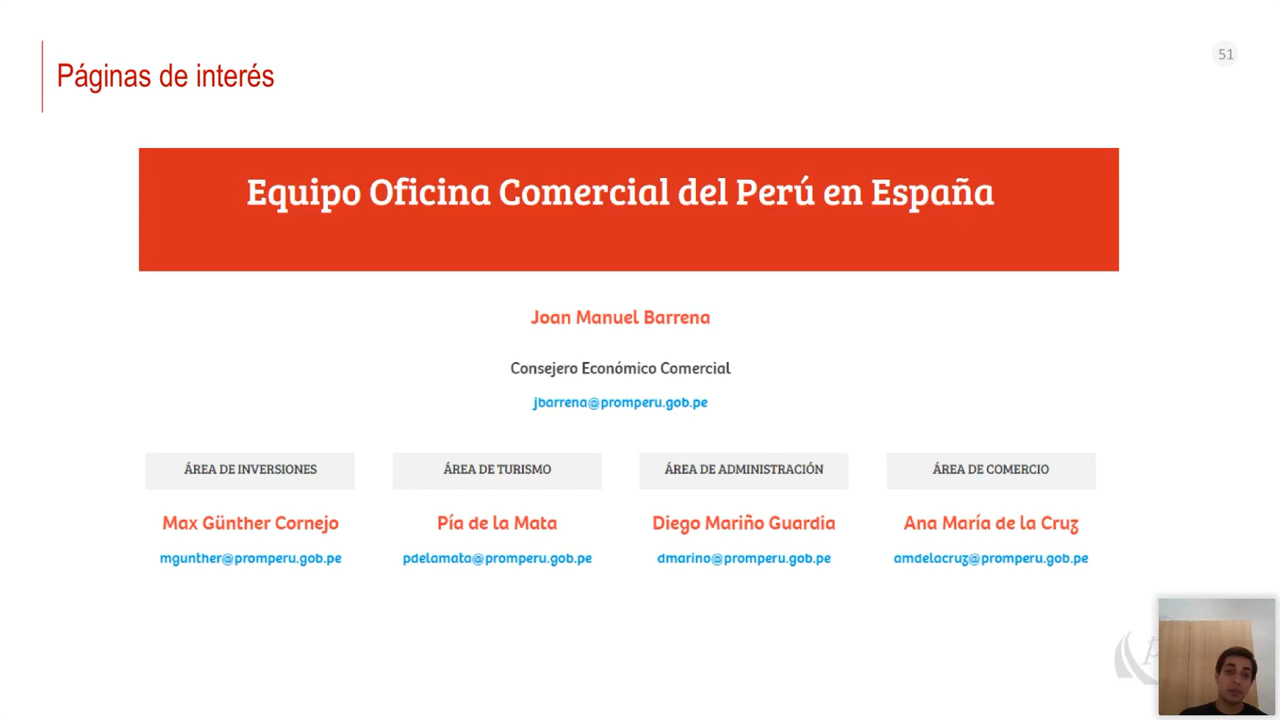 Páginas de interés
51
Equipo Oficina Comercial del Perú en España
Joan Manuel Barrena
Consejero Económico Comercial
jbarrena@promperu.gob.pe
ÁREA DE INVERSIONES
Max Günther Cornejo
mgunther@promperu.gob.pe
ÁREA DE TURISMO
Pía de la Mata
pdelamata@promperu.gob.pe
ÁREA DE ADMINISTRACIÓN
Diego Mariño Guardia
dmarino@promperu.gob.pe
ÁREA DE COMERCIO
Ana María de la Cruz
amdelacruz@promperu.gob.pe